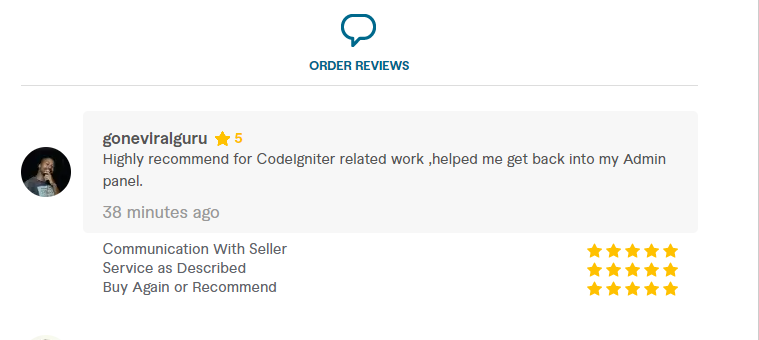 ORDER REVIEWS
goneviralguru 5
Highly recommend for CodeIgniter related work ,helped me get back into my Admin
panel.
38 minutes ago
Communication With Seller
Service as Described
Buy Again or Recommend